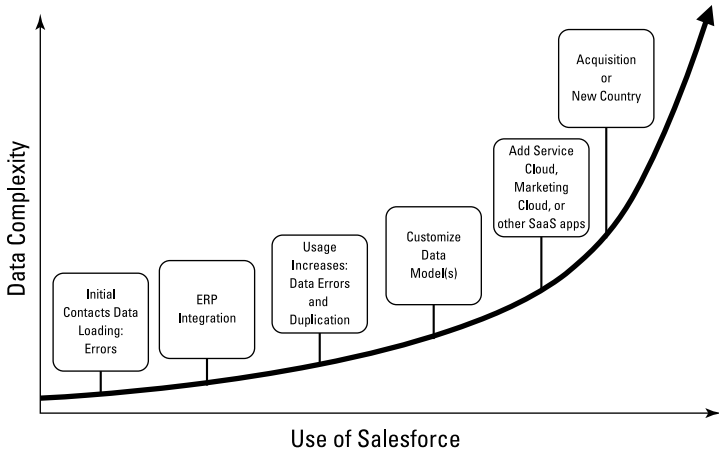 Data Complexity
Initial
Contacts Data
Loading:
Errors
ERP
Integration
Usage
Increases:
Data Errors
and
Duplication
Customize
Data
Model(s)
Add Service
Cloud,
Marketing
Cloud, or
other SaaS apps
Acquisition
or
New Country
Use of Salesforce